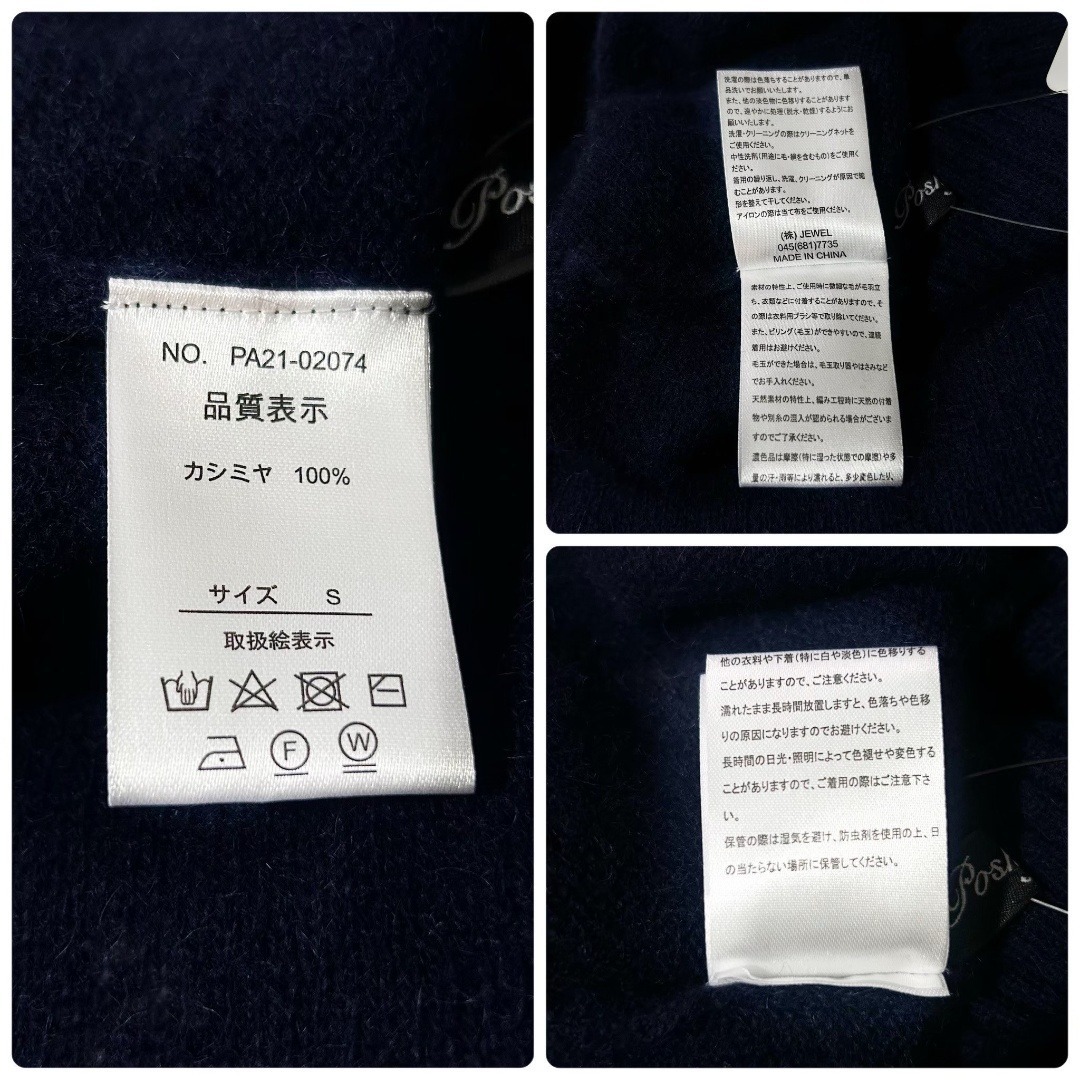 NO. PA21-02074
品質表示
カシミヤ 100%
サイズ S
取扱絵表示
F
W
洗濯の際は色落ちすることがありますので、単
品洗いでお願いいたします。
また、他の淡色物に色移りすることがあります
ので、速やかに処理(脱水・乾燥)するようにお
願いいたします。
洗濯・クリーニングの際はクリーニングネットを
ご使用ください。
中性洗剤(用途に毛・絹を含むもの)をご使用く
ださい。
着用の繰り返し、洗濯、クリーニングが原因で縮
むことがあります。
形を整えて干してください。
アイロンの際は当て布をご使用ください。
(株) JEWEL
045(681)7735
MADE IN CHINA
素材の特性上、ご使用時に微細な毛が毛羽立
ち、衣類などに付着することがありますので、そ
の際は衣料用ブラシ等で取り除いてください。
また、ピリング(毛玉)ができやすいので、連続
着用はお避けください。
毛玉ができた場合は、毛玉取り器やはさみなど
でお手入れください。
天然素材の特性上、編み工程時に天然の付着
物や別糸の混入が認められる場合がございま
すのでご了承ください。
濃色品は摩擦(特に湿った状態での摩擦)や多
量の汗・雨等により濡れると、多少変色したり、
他の衣料や下着(特に白や淡色)に色移りする
ことがありますので、ご注意ください。
濡れたまま長時間放置しますと、色落ちや色移
りの原因になりますのでお避けください。
長時間の日光・照明によって色褪せや変色する
ことがありますので、ご着用の際はご注意下さ
い。
保管の際は湿気を避け、防虫剤を使用の上、日
の当たらない場所に保管してください。